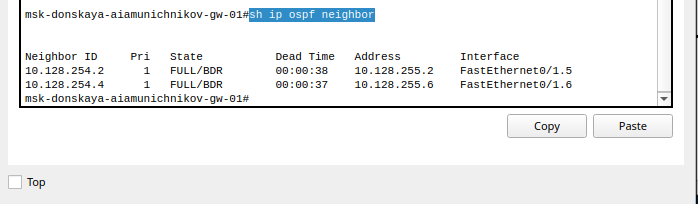 msk-donskaya-aiamunichnikov-gw-01#sh ip ospf neighbor
Neighbor ID     Pri   State           Dead Time   Address         Interface
10.128.254.2      1   FULL/BDR        00:00:38    10.128.255.2    FastEthernet0/1.5
10.128.254.4      1   FULL/BDR        00:00:37    10.128.255.6    FastEthernet0/1.6
msk-donskaya-aiamunichnikov-gw-01#
Copy Paste
Top